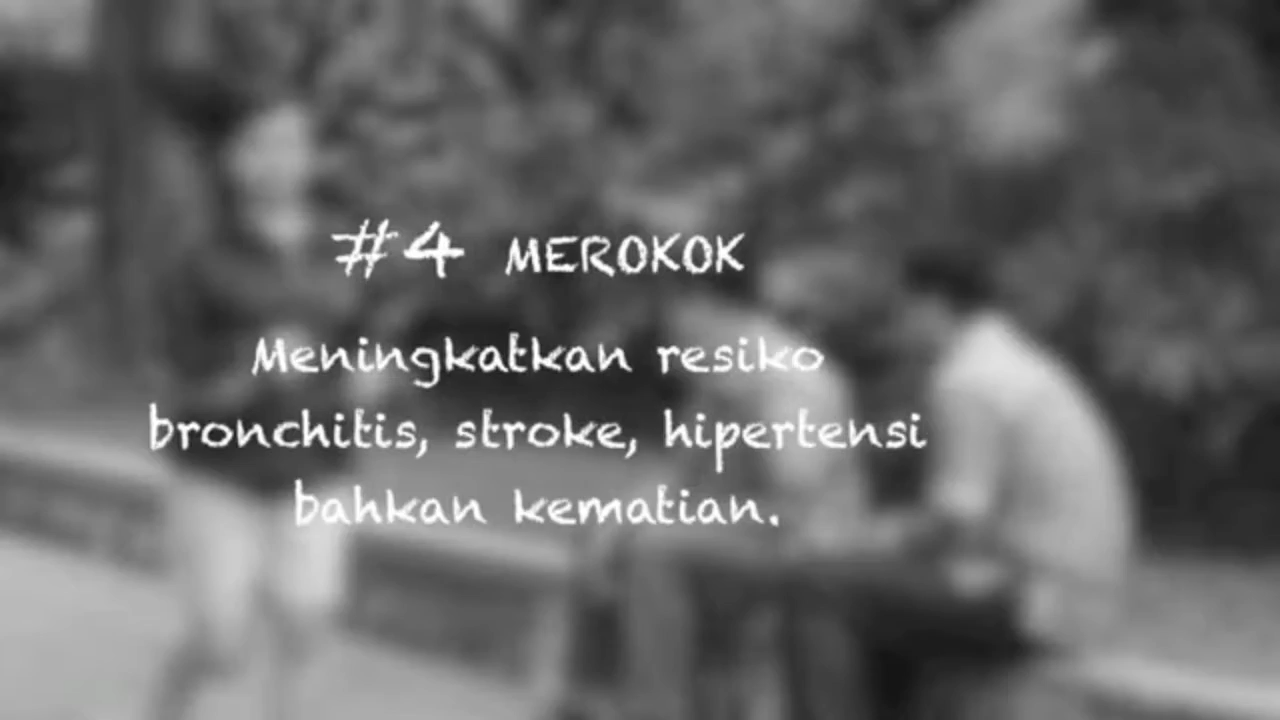 #4 MEROKOK
Meningkatkan resiko
bronchitis, stroke, hipertensi
bahkan kematian.